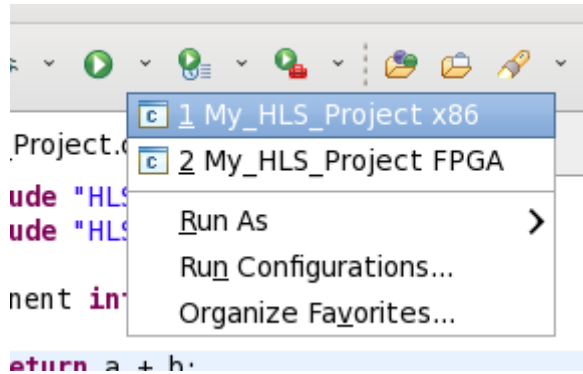 1 My_HLS_Project x86
_Project.
2 My_HLS_Project FPGA
ude "HLS
ude "HLS
Run As
Run Configurations...
nent int
Organize Favorites...
eturn a + b;